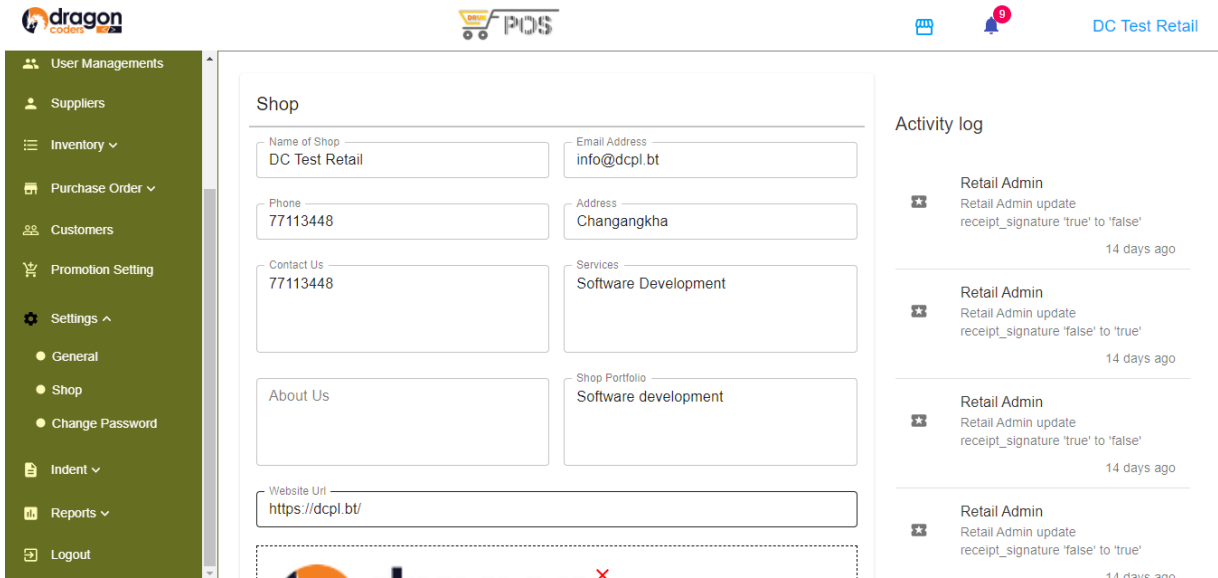 dragon
coders
DRUK
POS
9
DC Test Retail
User Managements
Suppliers
Inventory
Purchase Order
Customers
Promotion Setting
Settings
General
Shop
Change Password
Indent
Reports
Logout
Shop
Name of Shop
DC Test Retail
Email Address
info@dcpl.bt
Phone
77113448
Address
Changangkha
Contact Us
77113448
Services
Software Development
About Us
Shop Portfolio
Software development
Website Url
https://dcpl.bt/
Activity log
Retail Admin
Retail Admin update
receipt_signature 'true' to 'false'
14 days ago
Retail Admin
Retail Admin update
receipt_signature 'false' to 'true'
14 days ago
Retail Admin
Retail Admin update
receipt_signature 'true' to 'false'
14 days ago
Retail Admin
Retail Admin update
receipt_signature 'false' to 'true'
14 days ago